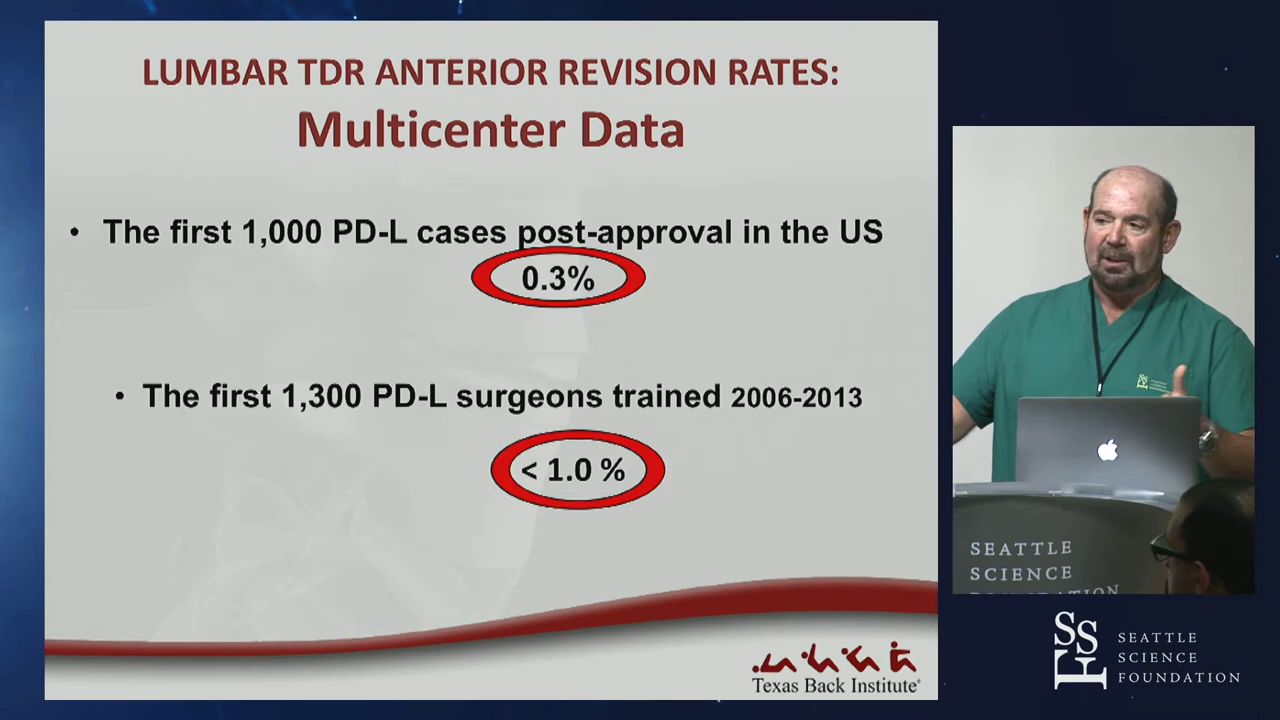 LUMBAR TDR ANTERIOR REVISION RATES:
Multicenter Data
• The first 1,000 PD-L cases post-approval in the US
0.3%
• The first 1,300 PD-L surgeons trained 2006-2013
< 1.0 %
Texas Back Institute®
SEATTLE
SCIENCE
FOUNDATION
SSF
SEATTLE
SCIENCE
FOUNDATION